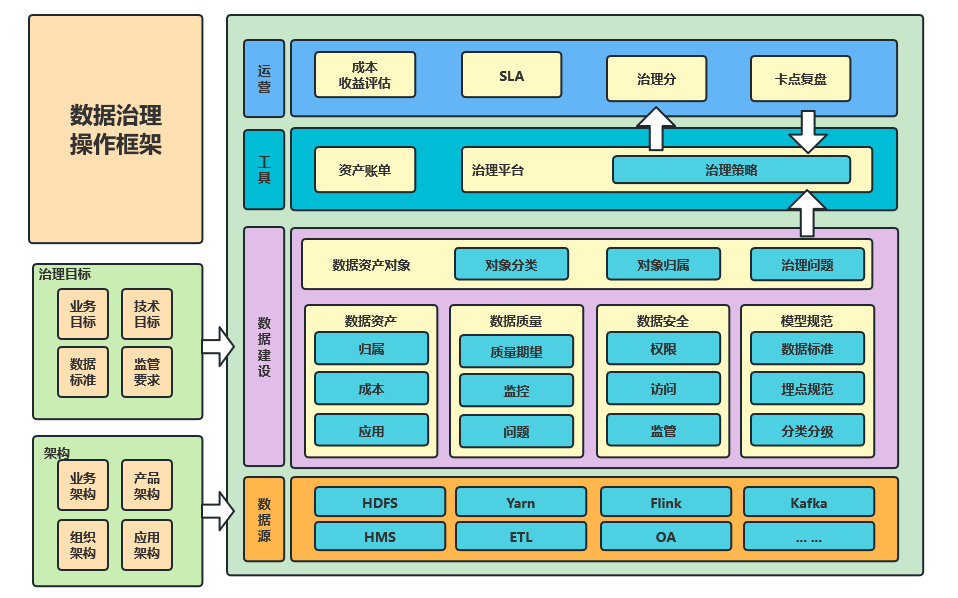 数据治理
操作框架
治理目标
业务
目标
技术
目标
数据
标准
监管
要求
架构
业务
架构
产品
架构
组织
架构
应用
架构
运
营
成本
收益评估
SLA
治理分
卡点复盘
工
具
资产账单
治理平台
治理策略
数
据
建
设
数据资产对象
对象分类
对象归属
治理问题
数据资产
归属
成本
应用
数据质量
质量期望
监控
问题
数据安全
权限
访问
监管
模型规范
数据标准
埋点规范
分类分级
数
据
源
HDFS
Yarn
Flink
Kafka
HMS
ETL
OA
... ...